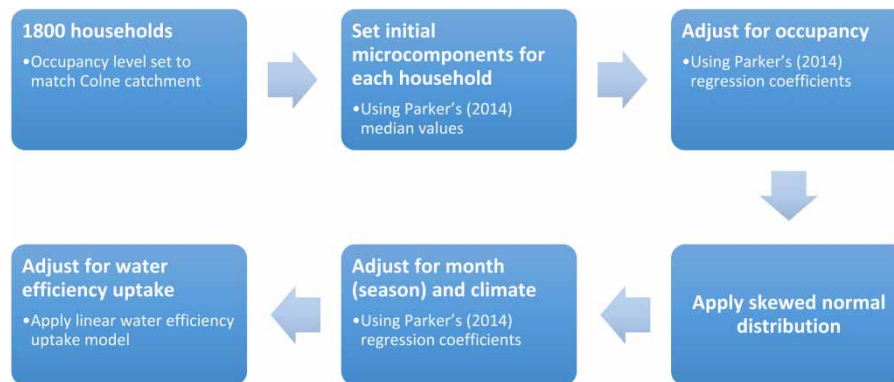 1800 households
•Occupancy level set to
match Colne catchment
Set initial
microcomponents for
each household
•Using Parker's (2014)
median values
Adjust for occupancy
•Using Parker's (2014)
regression coefficients
Apply skewed normal
distribution
Adjust for month
(season) and climate
•Using Parker's (2014)
regression coefficients
Adjust for water
efficiency uptake
•Apply linear water efficiency
uptake model